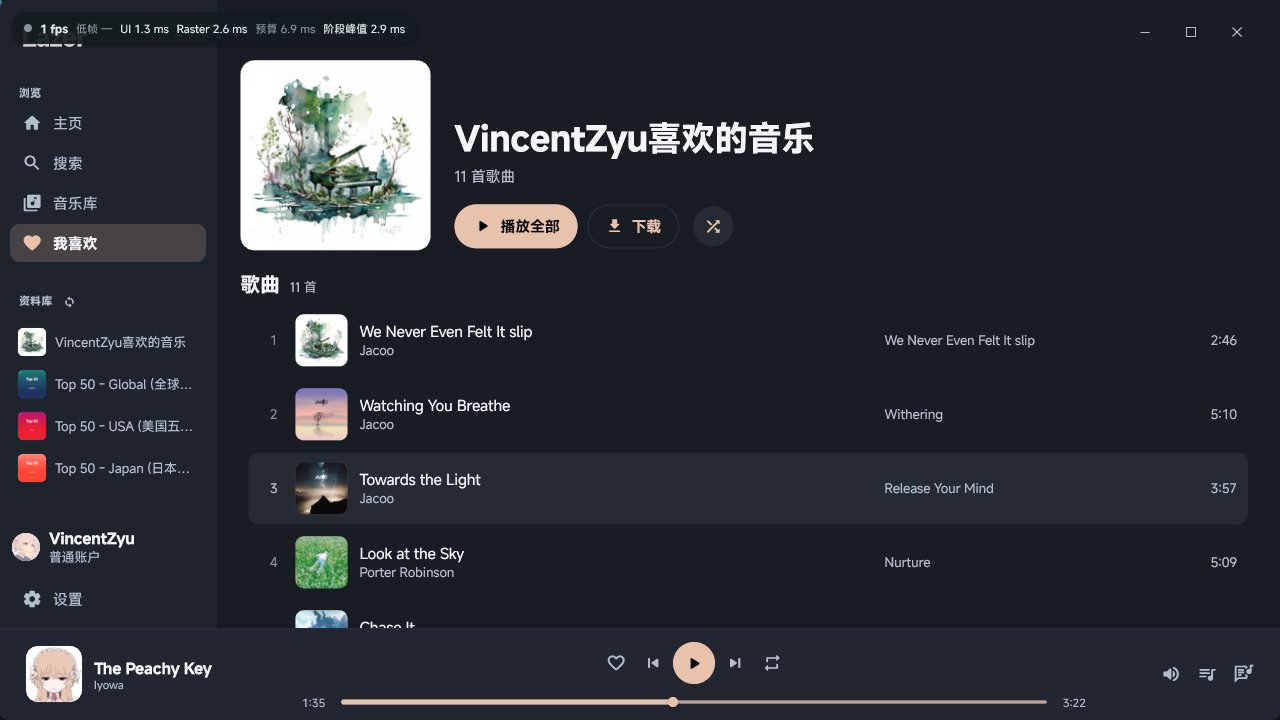 1 fps 低帧 — UI 1.3 ms Raster 2.6 ms 预算 6.9 ms 阶段峰值 2.9 ms
浏览
主页
搜索
音乐库
我喜欢
资料库
VincentZyu喜欢的音乐
Top 50 - Global (全球...
Top 50 - USA (美国五...
Top 50 - Japan (日本...
VincentZyu
普通账户
设置
VincentZyu喜欢的音乐
11 首歌曲
播放全部 下载
歌曲 11 首
1 We Never Even Felt It slip We Never Even Felt It slip 2:46
Jacoo
2 Watching You Breathe Withering 5:10
Jacoo
3 Towards the Light Release Your Mind 3:57
Jacoo
4 Look at the Sky Nurture 5:09
Porter Robinson
Chase It
The Peachy Key
Iyowa
1:35 3:22